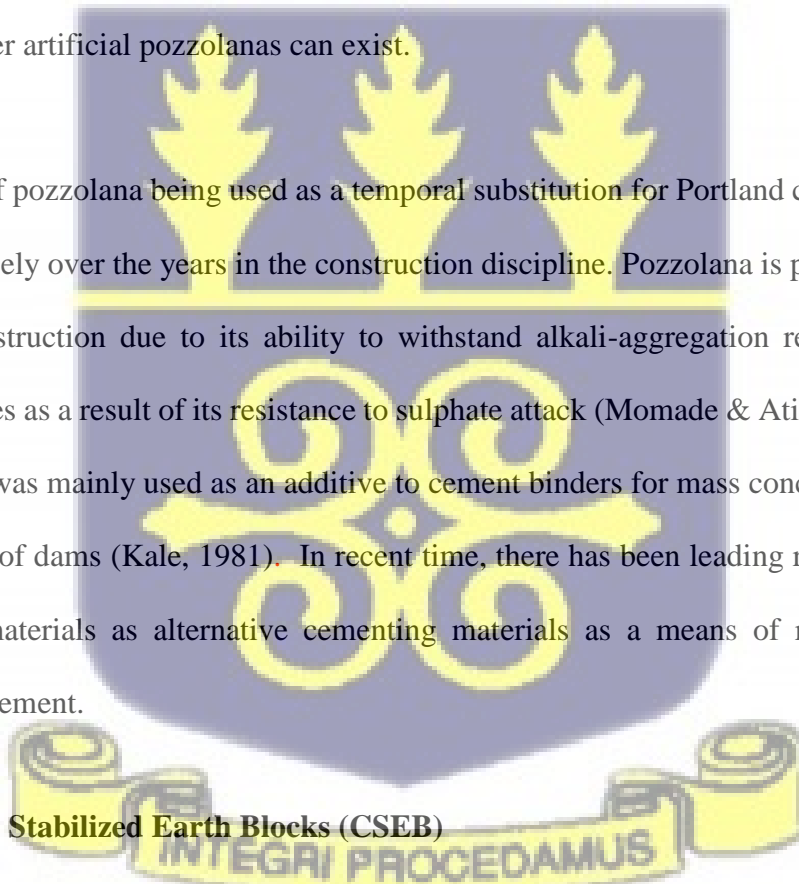 er artificial pozzolanas can exist.
f pozzolana being used as a temporal substitution for Portland c
ely over the years in the construction discipline. Pozzolana is p
struction due to its ability to withstand alkali-aggregation re
es as a result of its resistance to sulphate attack (Momade & Ati
was mainly used as an additive to cement binders for mass conc
of dams (Kale, 1981). In recent time, there has been leading r
naterials as alternative cementing materials as a means of r
ement.
Stabilized Earth Blocks (CSEB)
INTEGRI PROCEDAMUS